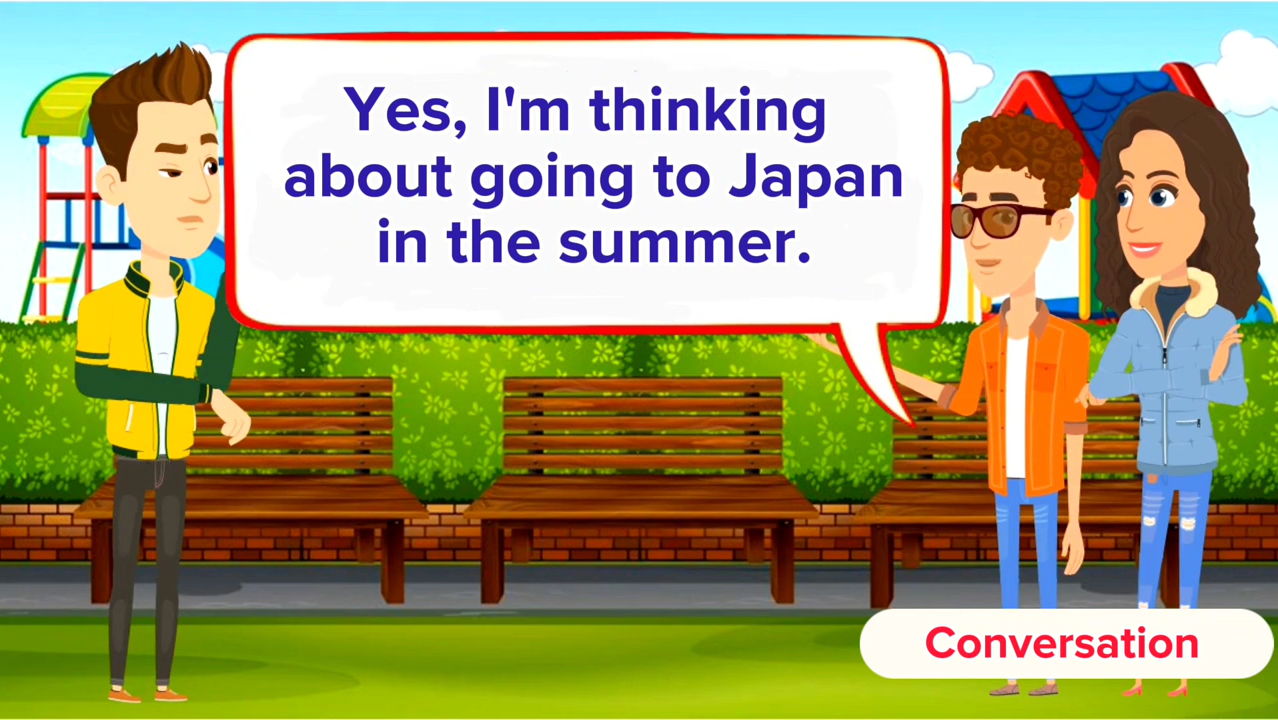 Yes, I'm thinking
about going to Japan
in the summer.
Conversation